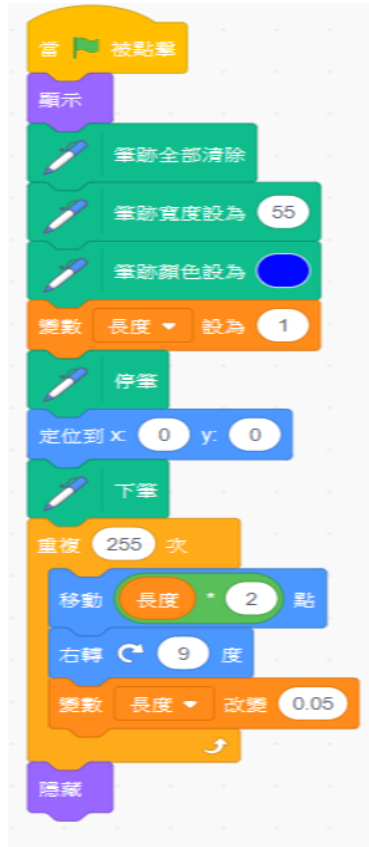 當 被點擊
顯示
筆跡全部清除
筆跡寬度設為 55
筆跡顏色設為
變數 長度 設為 1
停筆
定位到 x: 0 y: 0
下筆
重複 255 次
移動 長度 * 2 點
右轉 9 度
變數 長度 改變 0.05
隱藏